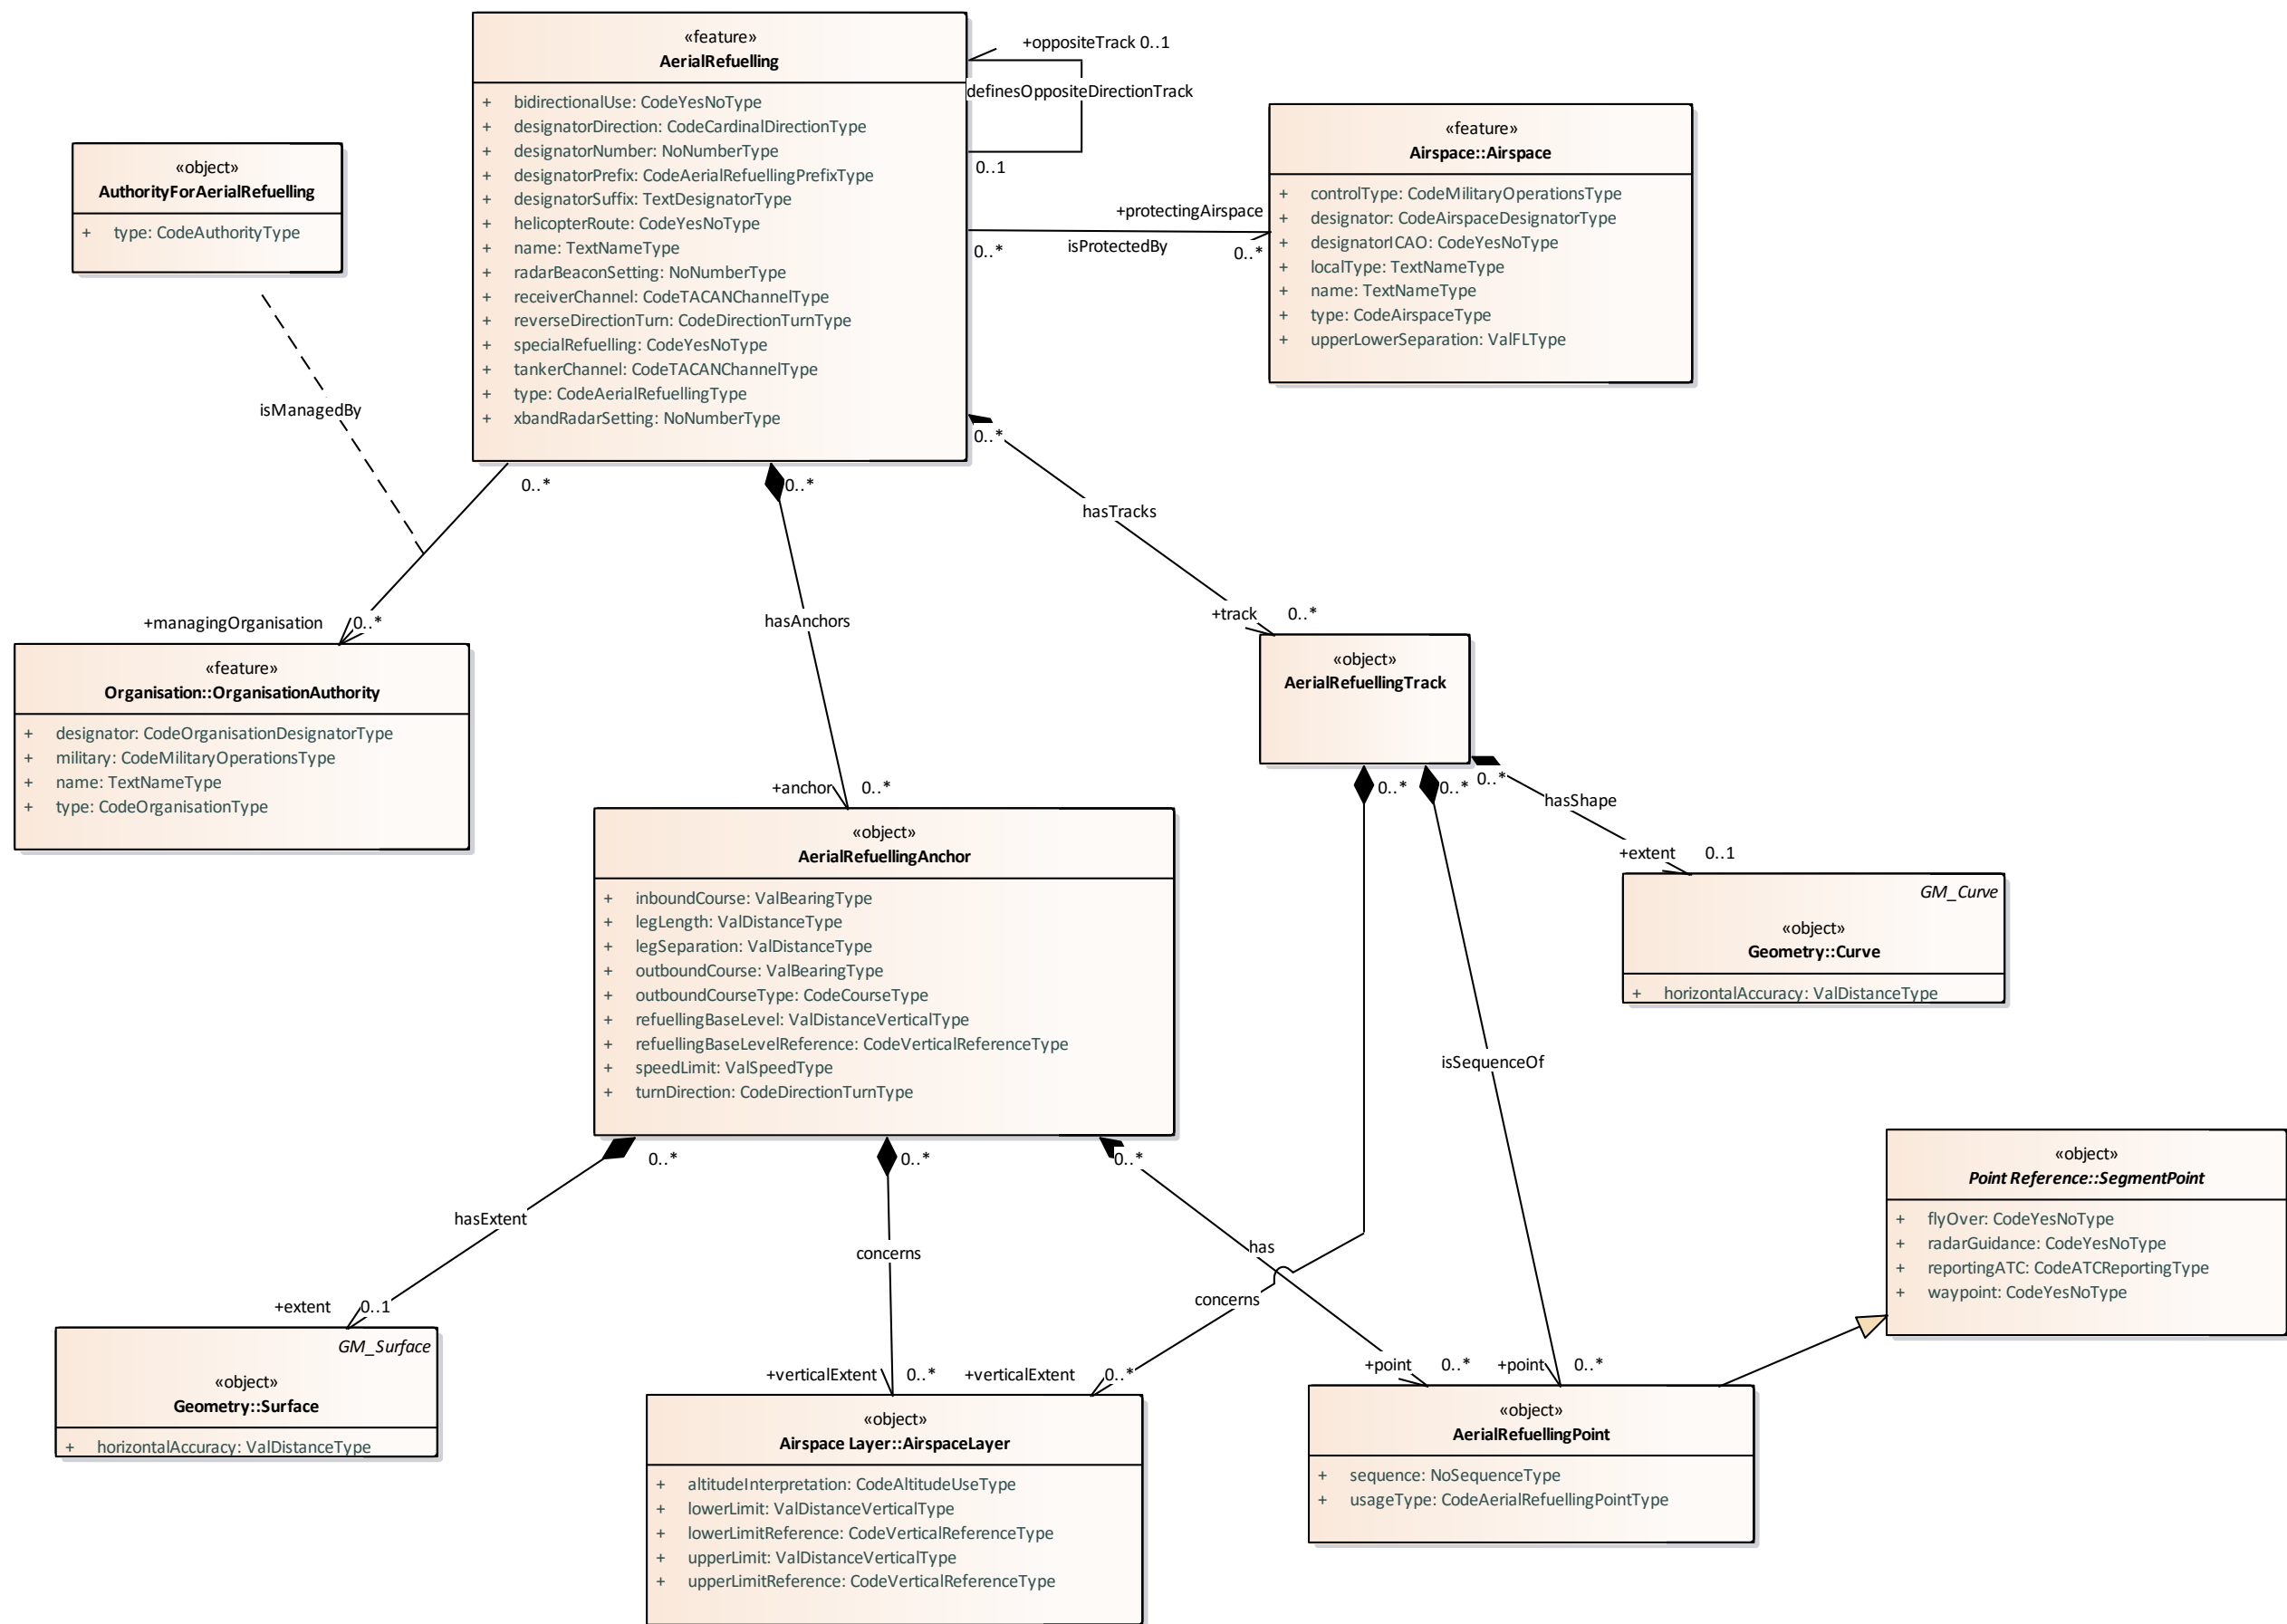 «feature»
AerialRefuelling
+ bidirectionalUse: CodeYesNoType
+ designatorDirection: CodeCardinalDirectionType
+ designatorNumber: NoNumberType
+ designatorPrefix: CodeAerialRefuellingPrefixType
+ designatorSuffix: TextDesignatorType
+ helicopterRoute: CodeYesNoType
+ name: TextNameType
+ radarBeaconSetting: NoNumberType
+ receiverChannel: CodeTACANChannelType
+ reverseDirectionTurn: CodeDirectionTurnType
+ specialRefuelling: CodeYesNoType
+ tankerChannel: CodeTACANChannelType
+ type: CodeAerialRefuellingType
+ xbandRadarSetting: NoNumberType
+oppositeTrack 0..1
definesOppositeDirectionTrack
0..1
«feature»
Airspace::Airspace
+ controlType: CodeMilitaryOperationsType
+ designator: CodeAirspaceDesignatorType
+ designatorICAO: CodeYesNoType
+ localType: TextNameType
+ name: TextNameType
+ type: CodeAirspaceType
+ upperLowerSeparation: ValFLType
+protectingAirspace
0..*
isProtectedBy
0..*
«object»
AuthorityForAerialRefuelling
+ type: CodeAuthorityType
isManagedBy
0..*
+managingOrganisation
0..*
«feature»
Organisation::OrganisationAuthority
+ designator: CodeOrganisationDesignatorType
+ military: CodeMilitaryOperationsType
+ name: TextNameType
+ type: CodeOrganisationType
0..*
hasAnchors
+anchor
0..*
0..*
hasTracks
+track
0..*
«object»
AerialRefuellingTrack
«object»
AerialRefuellingAnchor
+ inboundCourse: ValBearingType
+ legLength: ValDistanceType
+ legSeparation: ValDistanceType
+ outboundCourse: ValBearingType
+ outboundCourseType: CodeCourseType
+ refuellingBaseLevel: ValDistanceVerticalType
+ refuellingBaseLevelReference: CodeVerticalReferenceType
+ speedLimit: ValSpeedType
+ turnDirection: CodeDirectionTurnType
0..*
0..*
0..*
hasShape
+extent
0..1
GM_Curve
«object»
Geometry::Curve
+ horizontalAccuracy: ValDistanceType
isSequenceOf
«object»
Point Reference::SegmentPoint
+ flyOver: CodeYesNoType
+ radarGuidance: CodeYesNoType
+ reportingATC: CodeATCReportingType
+ waypoint: CodeYesNoType
0..*
0..*
0..*
hasExtent
concerns
has
concerns
+extent
0..1
GM_Surface
«object»
Geometry::Surface
+ horizontalAccuracy: ValDistanceType
+verticalExtent
0..*
+verticalExtent
0..*
+point
0..*
+point
0..*
«object»
Airspace Layer::AirspaceLayer
+ altitudeInterpretation: CodeAltitudeUseType
+ lowerLimit: ValDistanceVerticalType
+ lowerLimitReference: CodeVerticalReferenceType
+ upperLimit: ValDistanceVerticalType
+ upperLimitReference: CodeVerticalReferenceType
«object»
AerialRefuellingPoint
+ sequence: NoSequenceType
+ usageType: CodeAerialRefuellingPointType